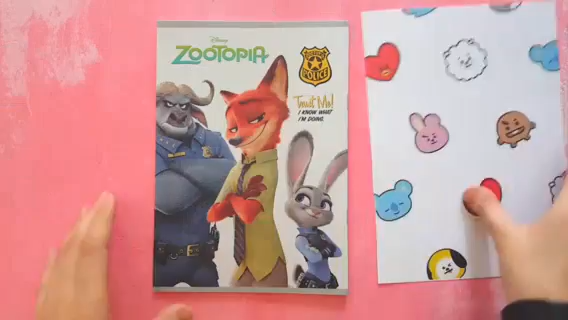 Disney
ZOOTOPIA
POLICE
Trust Me!
I KNOW WHAT
I'M DOING.